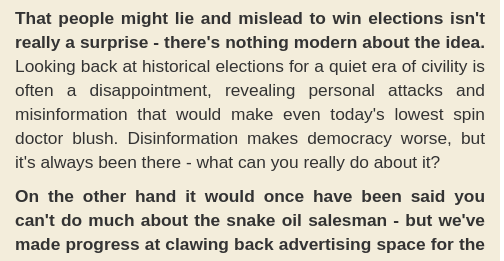 That people might lie and mislead to win elections isn't
really a surprise - there's nothing modern about the idea.
Looking back at historical elections for a quiet era of civility is
often a disappointment, revealing personal attacks and
misinformation that would make even today's lowest spin
doctor blush. Disinformation makes democracy worse, but
it's always been there - what can you really do about it?
On the other hand it would once have been said you
can't do much about the snake oil salesman - but we've
made progress at clawing back advertising space for the